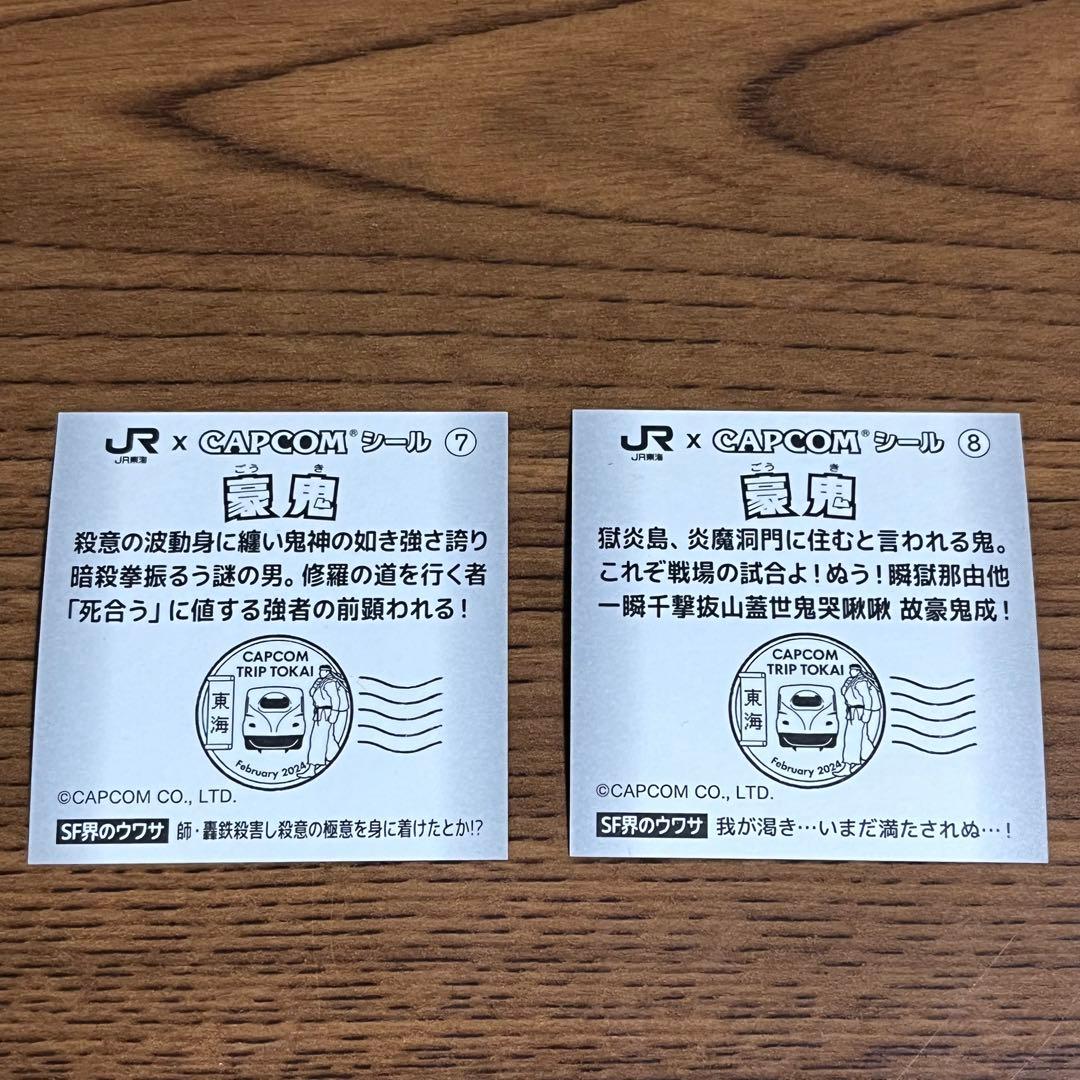 JR JR東海 x CAPCOM® シール ⑦
ごう き
豪鬼
殺意の波動身に纏い鬼神の如き強さ誇り
暗殺拳振るう謎の男。修羅の道を行く者
「死合う」に値する強者の前顕われる!
CAPCOM
TRIP TOKAI
東海
February 2024
©CAPCOM CO., LTD.
SF界のウワサ 師・轟鉄殺害し殺意の極意を身に着けたとか!?
JR JR東海 x CAPCOM® シール ⑧
ごう き
豪鬼
獄炎島、炎魔洞門に住むと言われる鬼。
これぞ戦場の試合よ!ぬう!瞬獄那由他
一瞬千撃抜山蓋世鬼哭啾啾 故豪鬼成!
CAPCOM
TRIP TOKAI
東海
February 2024
©CAPCOM CO., LTD.
SF界のウワサ 我が渇き…いまだ満たされぬ…!